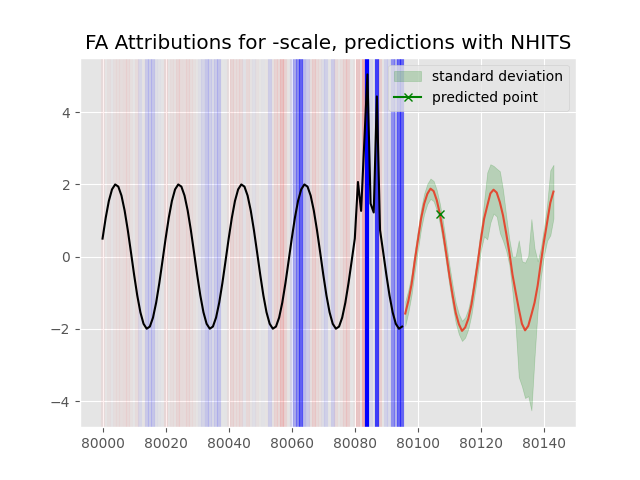 FA Attributions for -scale, predictions with NHITS
standard deviation
predicted point
4
2
0
−2
−4
80000 80020 80040 80060 80080 80100 80120 80140